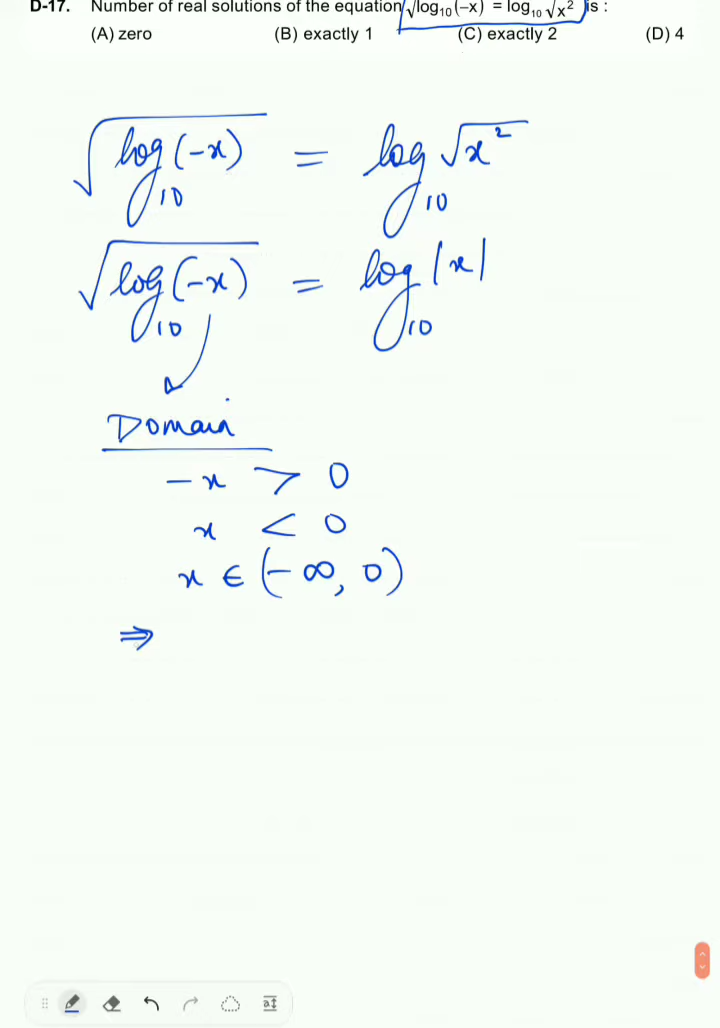 D-17. Number of real solutions of the equation √log₁₀(–x) = log₁₀ √x² is :
(A) zero (B) exactly 1 (C) exactly 2 (D) 4
√log₁₀(-x) = log₁₀ √x²
√log₁₀(-x) = log₁₀ |x|
Domain
-x > 0
x < 0
x ∈ (-∞, 0)
⇒